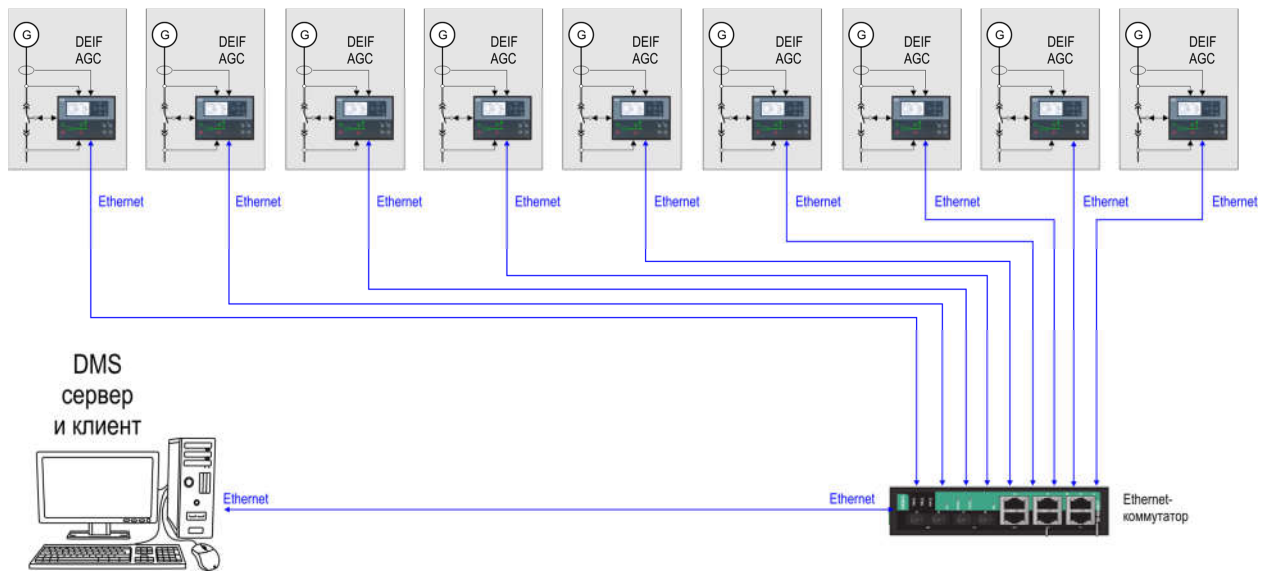 G
DEIF
AGC
G
DEIF
AGC
G
DEIF
AGC
G
DEIF
AGC
G
DEIF
AGC
G
DEIF
AGC
G
DEIF
AGC
G
DEIF
AGC
G
DEIF
AGC
Ethernet
Ethernet
Ethernet
Ethernet
Ethernet
Ethernet
Ethernet
Ethernet
Ethernet
DMS
сервер
и клиент
Ethernet
Ethernet
Ethernet-
коммутатор